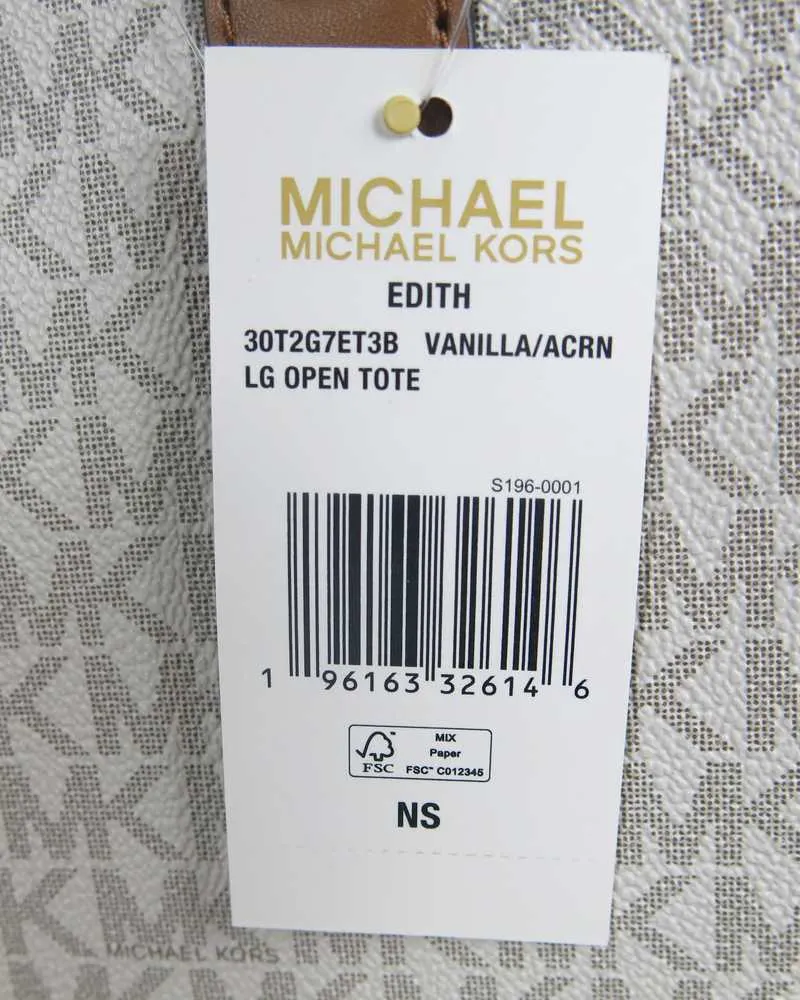 MICHAEL
MICHAEL KORS
EDITH
30T2G7ET3B VANILLA/ACRN
LG OPEN TOTE
S196-0001
1 96163 32614 6
MIX
Paper
FSC
FSC™ C012345
NS
MICHAEL KORS